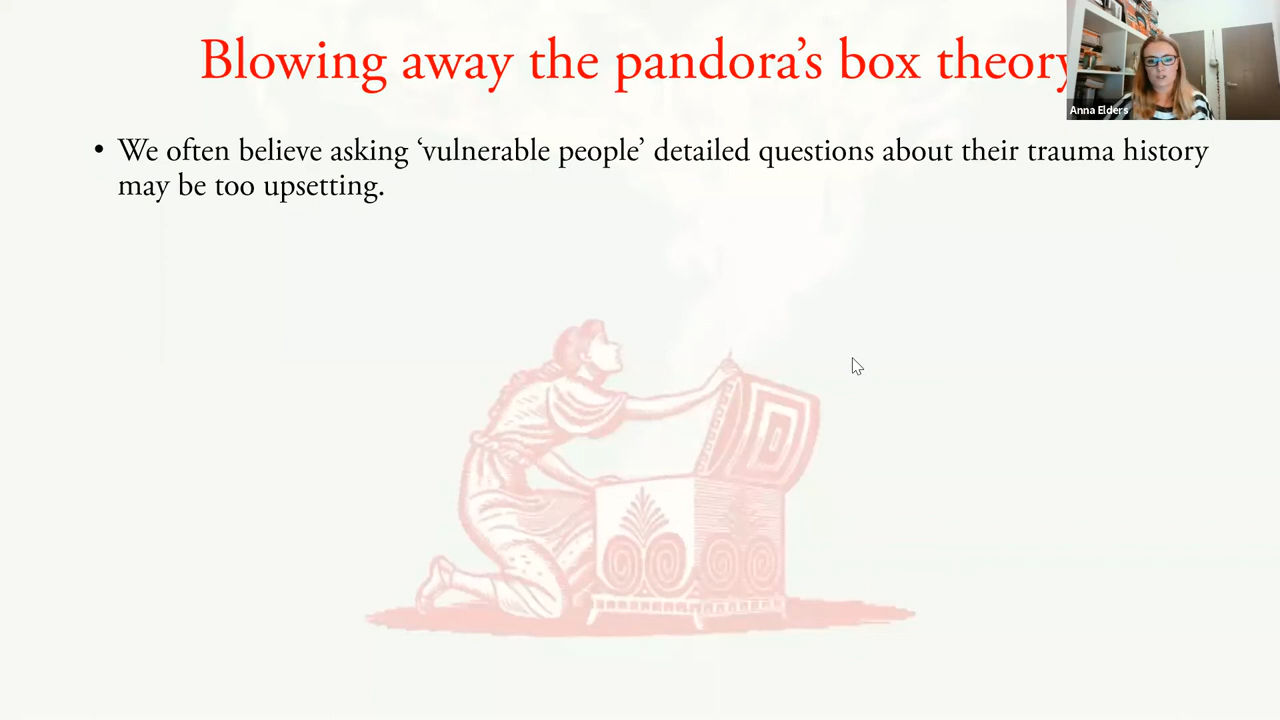 Blowing away the pandora's box theory
Anna Elders
• We often believe asking ‘vulnerable people’ detailed questions about their trauma history
may be too upsetting.